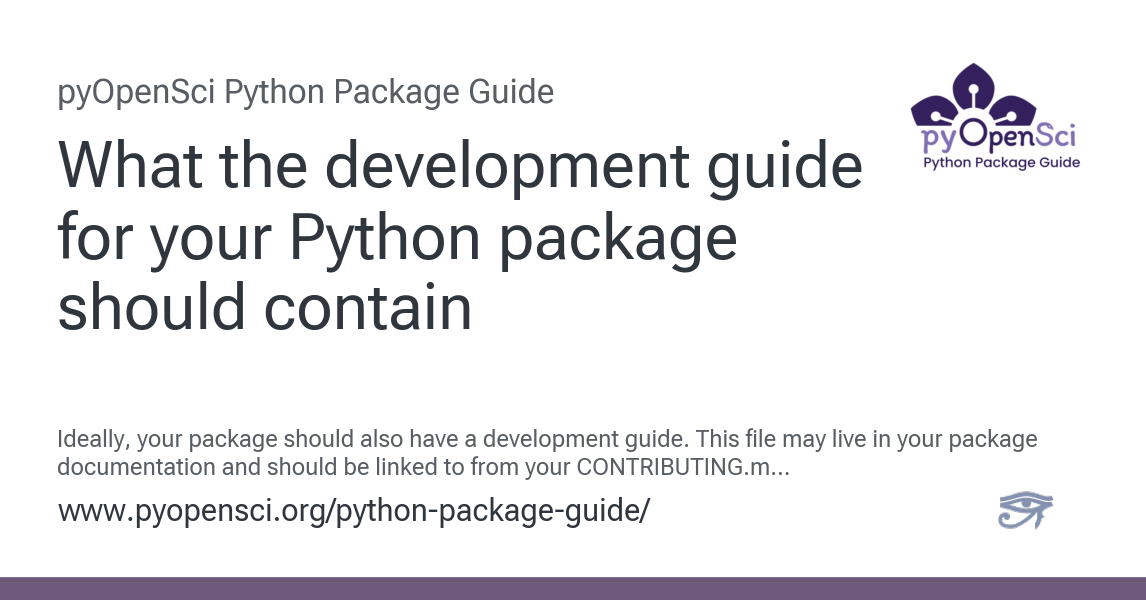 pyOpenSci Python Package Guide
What the development guide
for your Python package
should contain
pyOpenSci
Python Package Guide
Ideally, your package should also have a development guide. This file may live in your package
documentation and should be linked to from your CONTRIBUTING.m...
www.pyopensci.org/python-package-guide/